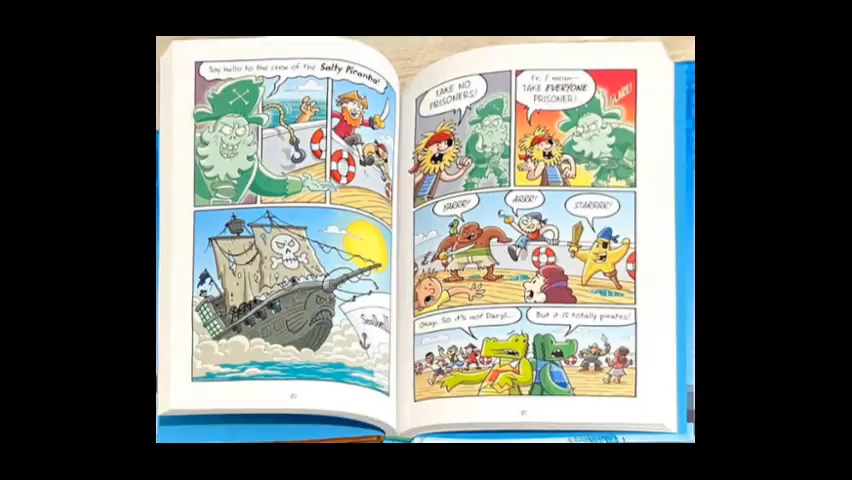 Say hello to the crew of the Salty Piranha!
TAKE NO
PRISONERS!
Er, I mean—
TAKE EVERYONE
PRISONER!
GLARE!
YARRR!
ARRR!
STARRRR!
Okay. So it's not Daryl...
But it IS totally pirates!